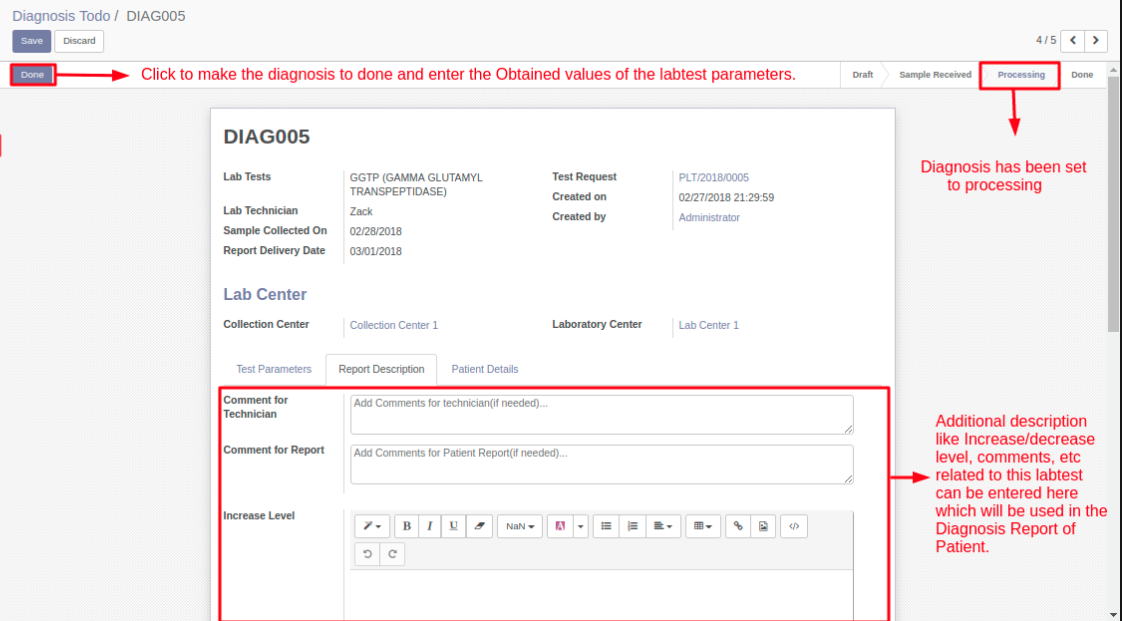 Diagnosis Todo / DIAG005
Save Discard
4 / 5
Done
Click to make the diagnosis to done and enter the Obtained values of the labtest parameters.
Draft Sample Received Processing Done
Diagnosis has been set
to processing
DIAG005
Lab Tests GGTP (GAMMA GLUTAMYL
TRANSPEPTIDASE)
Lab Technician Zack
Sample Collected On 02/28/2018
Report Delivery Date 03/01/2018
Test Request PLT/2018/0005
Created on 02/27/2018 21:29:59
Created by Administrator
Lab Center
Collection Center Collection Center 1
Laboratory Center Lab Center 1
Test Parameters Report Description Patient Details
Comment for
Technician
Add Comments for technician(if needed)...
Comment for Report Add Comments for Patient Report(if needed)...
Increase Level
B I U NaN A </>
Additional description
like Increase/decrease
level, comments, etc
related to this labtest
can be entered here
which will be used in the
Diagnosis Report of
Patient.